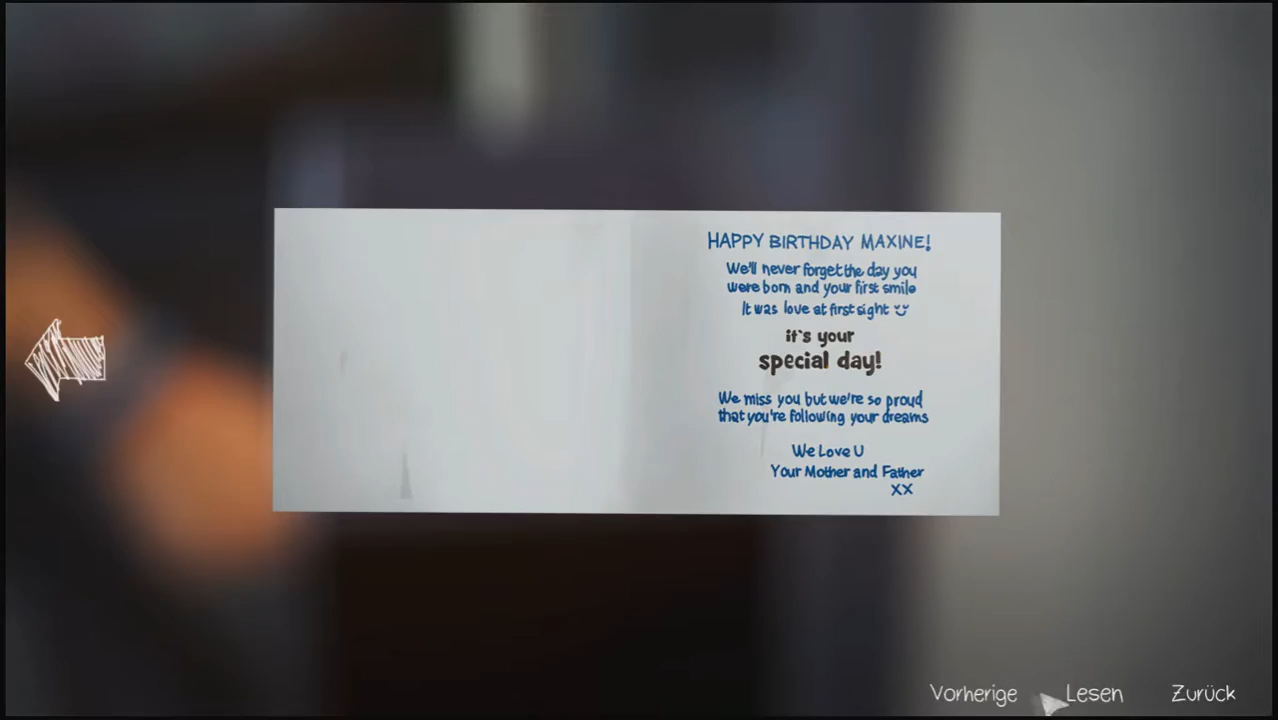 HAPPY BIRTHDAY MAXINE!
We'll never forget the day you
were born and your first smile
It was love at first sight
it's your
special day!
We miss you but we're so proud
that you're following your dreams
We Love U
Your Mother and Father
XX
Vorherige Lesen Zurück